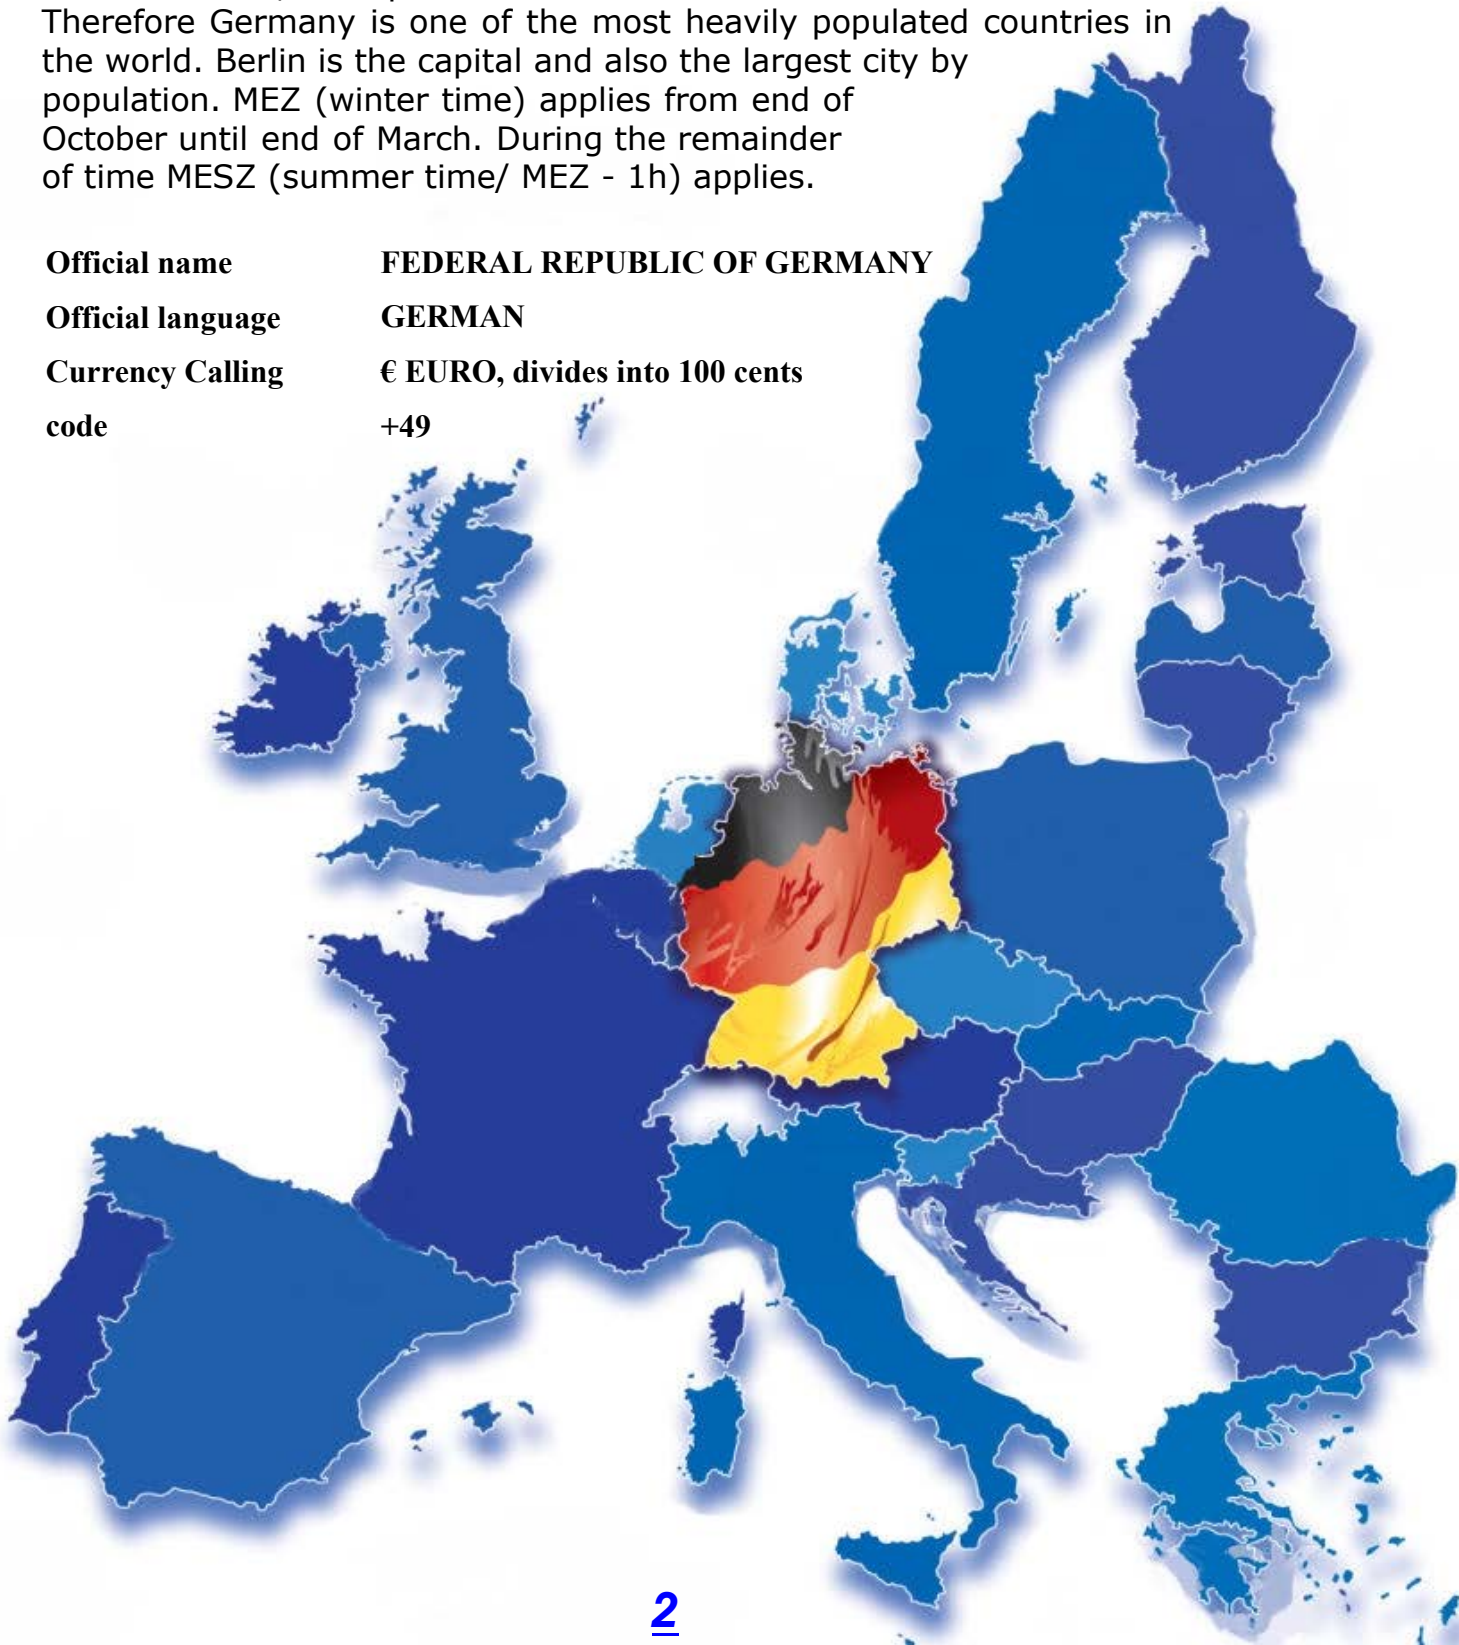 Therefore Germany is one of the most heavily populated countries in
the world. Berlin is the capital and also the largest city by
population. MEZ (winter time) applies from end of
October until end of March. During the remainder
of time MESZ (summer time/ MEZ - 1h) applies.
Official name FEDERAL REPUBLIC OF GERMANY
Official language GERMAN
Currency Calling € EURO, divides into 100 cents
code +49
2